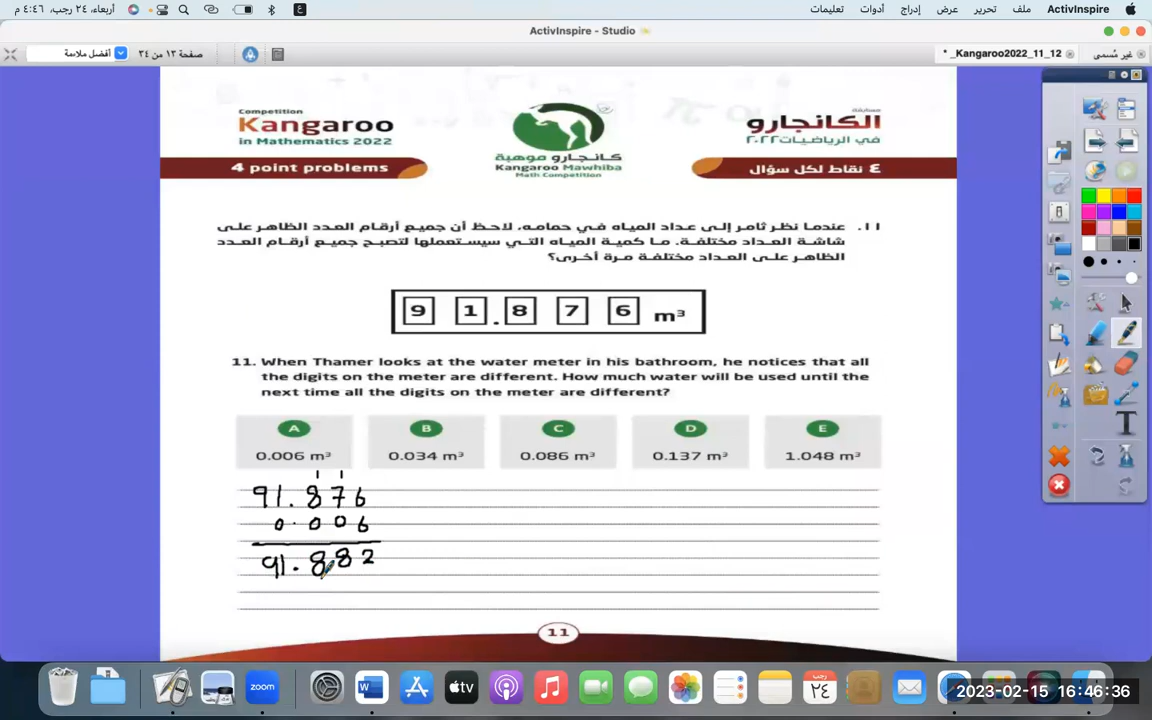 أربعاء، ٢٤ رجب، ٤:٤٦ م
ActivInspire ملف تحرير عرض إدراج أدوات تعليمات
ActivInspire - Studio
أفضل ملاءمة
صفحة ١٣ من ٣٤
Kangaroo2022_11_12_ *
غير مُسمى
Competition
Kangaroo
in Mathematics 2022
4 point problems
كانجارو موهبة
Kangaroo Mawhiba
Math Competition
مسابقة
الكانجارو
في الرياضيات ٢٠٢٢
٤ نقاط لكل سؤال
١١. عندما نظر ثامر إلى عداد المياه في حمامه، لاحظ أن جميع أرقام العدد الظاهر على
شاشة العداد مختلفة. ما كمية المياه التي سيستعملها لتصبح جميع أرقام العدد
الظاهر على العداد مختلفة مرة أخرى؟
9 1 . 8 7 6 m³
11. When Thamer looks at the water meter in his bathroom, he notices that all
the digits on the meter are different. How much water will be used until the
next time all the digits on the meter are different?
A B C D E
0.006 m³ 0.034 m³ 0.086 m³ 0.137 m³ 1.048 m³
1 1
91.876
0.006
91.882
11
T
zoom
W
tv
رجب
٢٤
2023-02-15 16:46:36